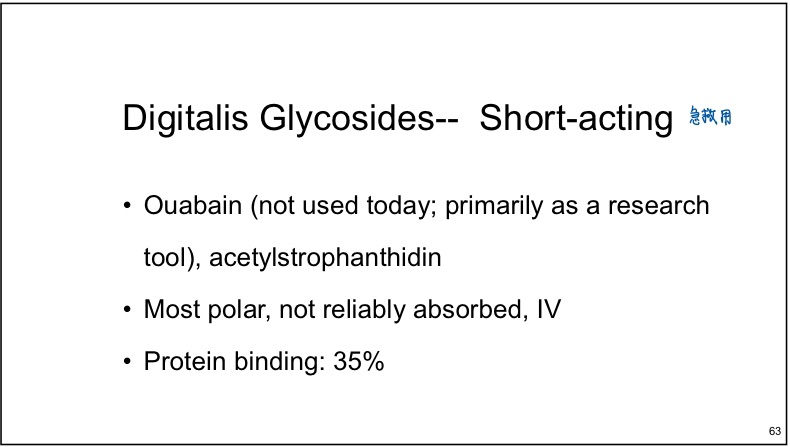 Digitalis Glycosides-- Short-acting 急救用
• Ouabain (not used today; primarily as a research
tool), acetylstrophanthidin
• Most polar, not reliably absorbed, IV
• Protein binding: 35%
63